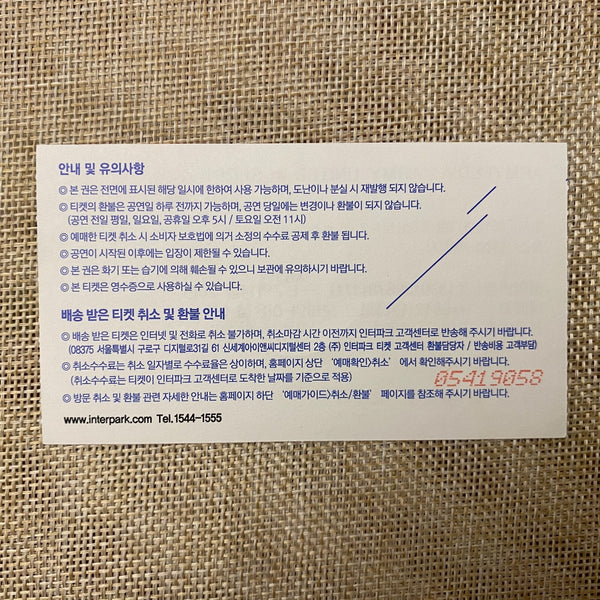 안내 및 유의사항
◎ 본 권은 전면에 표시된 해당 일시에 한하여 사용 가능하며, 도난이나 분실 시 재발행 되지 않습니다.
◎ 티켓의 환불은 공연일 하루 전까지 가능하며, 공연 당일에는 변경이나 환불이 되지 않습니다.
(공연 전일 평일, 일요일, 공휴일 오후 5시 / 토요일 오전 11시)
◎ 예매한 티켓 취소 시 소비자 보호법에 의거 소정의 수수료 공제 후 환불 됩니다.
◎ 공연이 시작된 이후에는 입장이 제한될 수 있습니다.
◎ 본 권은 화기 또는 습기에 의해 훼손될 수 있으니 보관에 유의하시기 바랍니다.
◎ 본 티켓은 영수증으로 사용하실 수 있습니다.
배송 받은 티켓 취소 및 환불 안내
◎ 배송 받은 티켓은 인터넷 및 전화로 취소 불가하며, 취소마감 시간 이전까지 인터파크 고객센터로 반송해 주시기 바랍니다.
(08375 서울특별시 구로구 디지털로31길 61 신세계아이앤씨디지털센터 2층 (주) 인터파크 티켓 고객센터 환불담당자 / 반송비용 고객부담)
◎ 취소수수료는 취소 일자별로 수수료율은 상이하며, 홈페이지 상단 '예매확인>취소' 에서 확인해주시기 바랍니다.
(취소수수료는 티켓이 인터파크 고객센터로 도착한 날짜를 기준으로 적용)
05419058
◎ 방문 취소 및 환불 관련 자세한 안내는 홈페이지 하단 '예매가이드>취소/환불' 페이지를 참조해 주시기 바랍니다.
www.interpark.com Tel.1544-1555